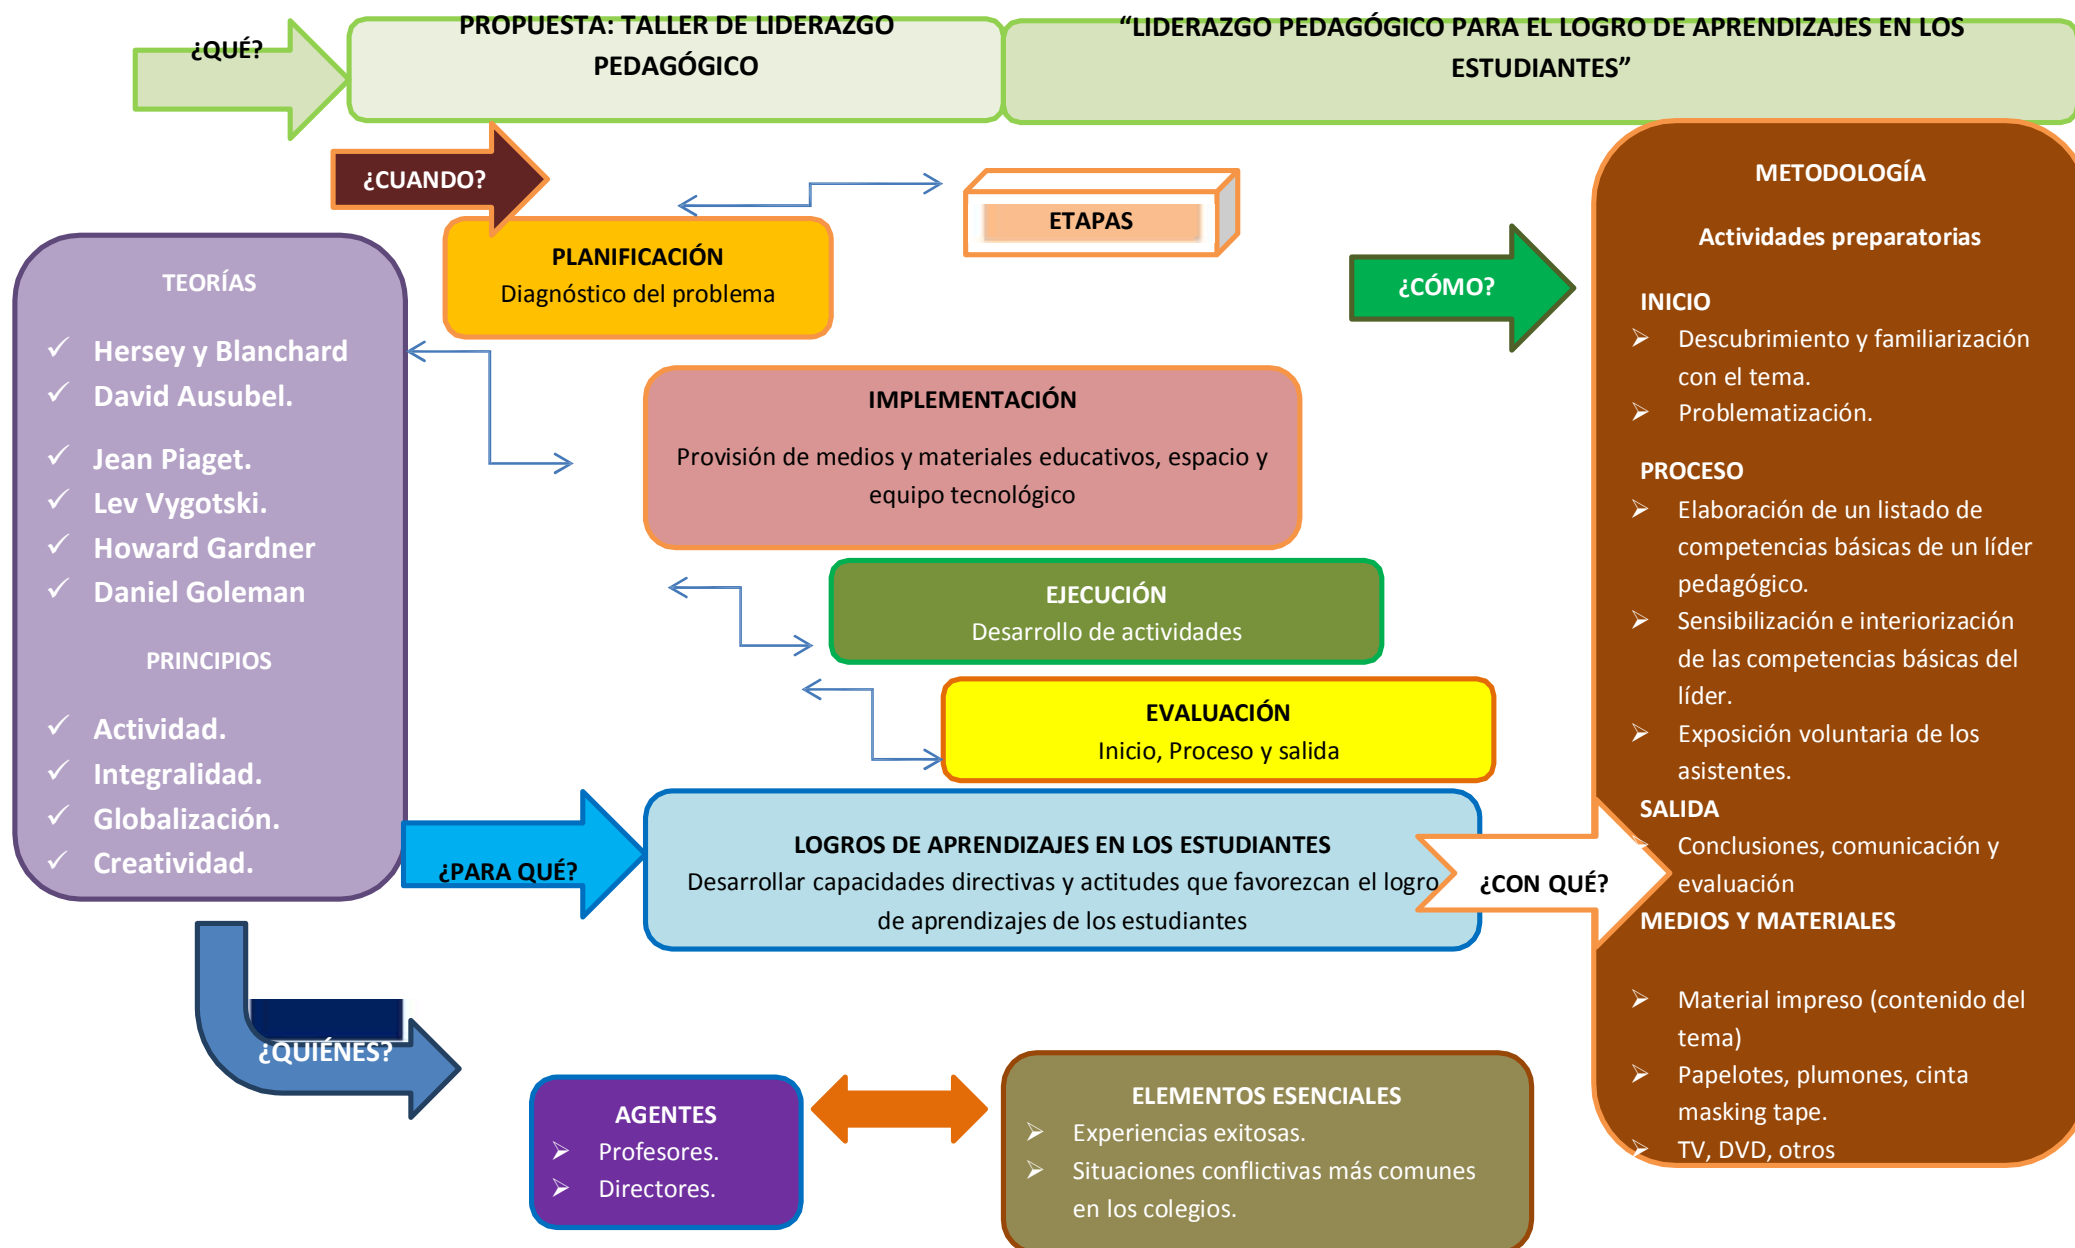 ¿QUÉ?
PROPUESTA: TALLER DE LIDERAZGO
PEDAGÓGICO
“LIDERAZGO PEDAGÓGICO PARA EL LOGRO DE APRENDIZAJES EN LOS
ESTUDIANTES”
¿CUANDO?
ETAPAS
PLANIFICACIÓN
Diagnóstico del problema
TEORÍAS
Hersey y Blanchard
David Ausubel.
Jean Piaget.
Lev Vygotski.
Howard Gardner
Daniel Goleman
PRINCIPIOS
Actividad.
Integralidad.
Globalización.
Creatividad.
IMPLEMENTACIÓN
Provisión de medios y materiales educativos, espacio y
equipo tecnológico
EJECUCIÓN
Desarrollo de actividades
EVALUACIÓN
Inicio, Proceso y salida
¿CÓMO?
METODOLOGÍA
Actividades preparatorias
INICIO
Descubrimiento y familiarización
con el tema.
Problematización.
PROCESO
Elaboración de un listado de
competencias básicas de un líder
pedagógico.
Sensibilización e interiorización
de las competencias básicas del
líder.
Exposición voluntaria de los
asistentes.
SALIDA
Conclusiones, comunicación y
evaluación
MEDIOS Y MATERIALES
Material impreso (contenido del
tema)
Papelotes, plumones, cinta
masking tape.
TV, DVD, otros
¿PARA QUÉ?
LOGROS DE APRENDIZAJES EN LOS ESTUDIANTES
Desarrollar capacidades directivas y actitudes que favorezcan el logro
de aprendizajes de los estudiantes
¿CON QUÉ?
¿QUIÉNES?
AGENTES
Profesores.
Directores.
ELEMENTOS ESENCIALES
Experiencias exitosas.
Situaciones conflictivas más comunes
en los colegios.